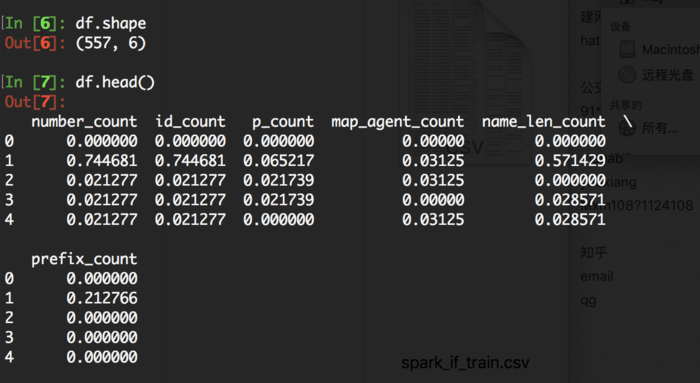 In [6]: df.shape
Out[6]: (557, 6)
In [7]: df.head()
Out[7]:
number_count id_count p_count map_agent_count name_len_count \
0 0.000000 0.000000 0.000000 0.00000 0.000000
1 0.744681 0.744681 0.065217 0.03125 0.571429
2 0.021277 0.021277 0.021739 0.03125 0.000000
3 0.021277 0.021277 0.021739 0.00000 0.028571
4 0.021277 0.021277 0.000000 0.03125 0.028571
prefix_count
0 0.000000
1 0.212766
2 0.000000
3 0.000000
4 0.000000
CSV
spark_if_train.csv
设备
Macintosh
远程光盘
共享的
所有...
知乎
email
qg